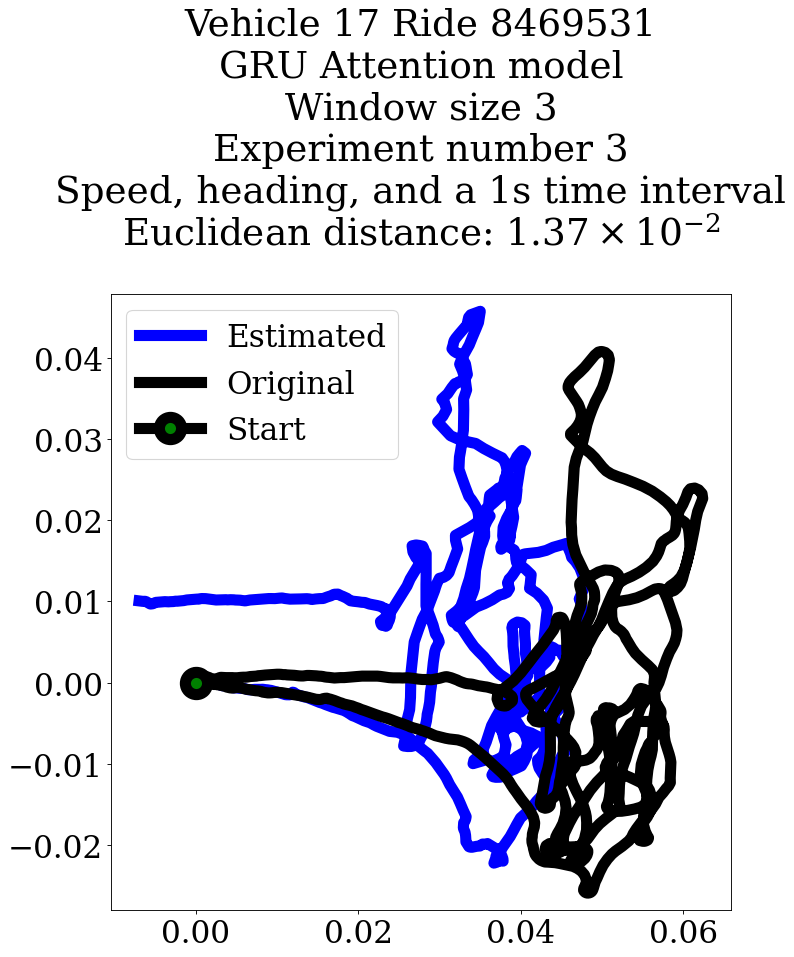 Vehicle 17 Ride 8469531
GRU Attention model
Window size 3
Experiment number 3
Speed, heading, and a 1s time interval
Euclidean distance: 1.37 × 10⁻²
Estimated
Original
Start
0.04
0.03
0.02
0.01
0.00
−0.01
−0.02
0.00 0.02 0.04 0.06